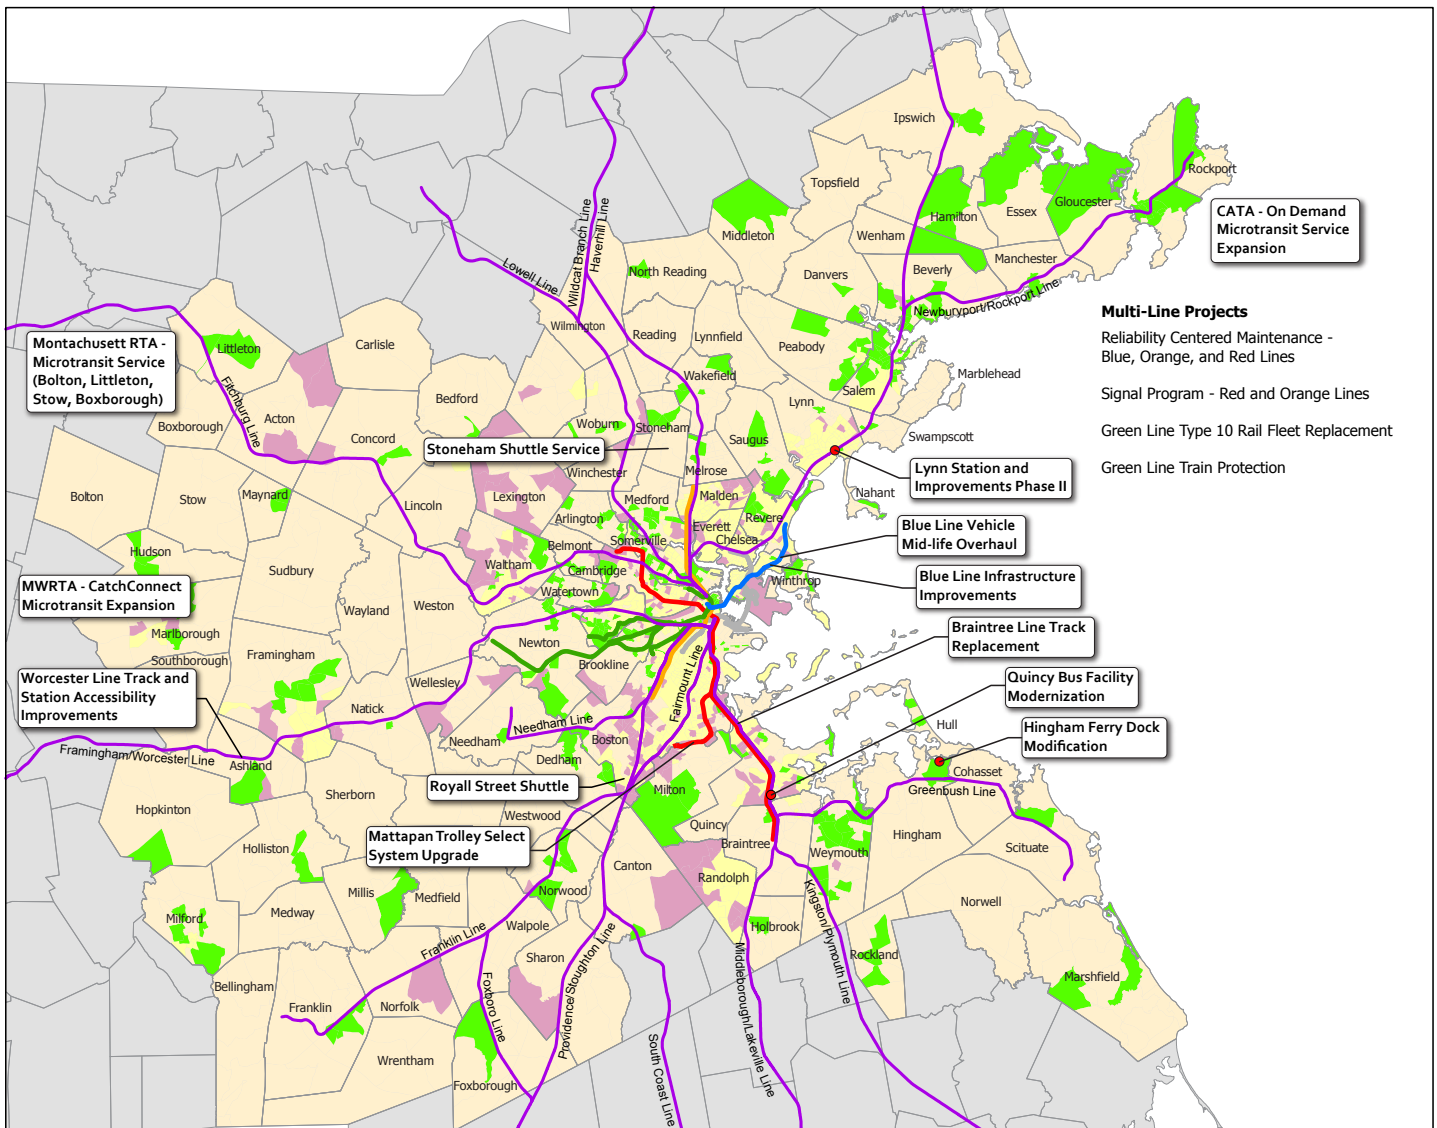 Ipswich
Rockport
Topsfield
Essex
Gloucester
Hamilton
CATA - On Demand
Microtransit Service
Expansion
Middleton
Wenham
Manchester
Wildcat Branch Line
Haverhill Line
Lowell Line
North Reading
Danvers
Beverly
Newburyport/Rockport Line
Multi-Line Projects
Reliability Centered Maintenance -
Blue, Orange, and Red Lines
Signal Program - Red and Orange Lines
Green Line Type 10 Rail Fleet Replacement
Green Line Train Protection
Wilmington
Reading
Lynnfield
Peabody
Carlisle
Littleton
Montachusett RTA -
Microtransit Service
(Bolton, Littleton,
Stow, Boxborough)
Fitchburg Line
Wakefield
Marblehead
Salem
Bedford
Lynn
Acton
Boxborough
Concord
Woburn
Stoneham
Saugus
Swampscott
Stoneham Shuttle Service
Winchester
Melrose
Lynn Station and
Improvements Phase II
Bolton
Stow
Maynard
Lincoln
Lexington
Medford
Malden
Nahant
Arlington
Revere
Everett
Blue Line Vehicle
Mid-life Overhaul
Somerville
Chelsea
Belmont
Hudson
Sudbury
Waltham
Cambridge
Winthrop
Blue Line Infrastructure
Improvements
MWRTA - CatchConnect
Microtransit Expansion
Wayland
Weston
Watertown
Braintree Line Track
Replacement
Marlborough
Newton
Southborough
Framingham
Brookline
Fairmount Line
Worcester Line Track and
Station Accessibility
Improvements
Wellesley
Quincy Bus Facility
Modernization
Natick
Needham Line
Hull
Needham
Boston
Hingham Ferry Dock
Modification
Framingham/Worcester Line
Ashland
Dedham
Cohasset
Royall Street Shuttle
Milton
Greenbush Line
Sherborn
Hopkinton
Westwood
Quincy
Hingham
Mattapan Trolley Select
System Upgrade
Braintree
Weymouth
Scituate
Holliston
Canton
Randolph
Millis
Medfield
Norwood
Kingston/Plymouth Line
Norwell
Medway
Milford
Walpole
Holbrook
Franklin Line
Sharon
Rockland
Marshfield
Bellingham
Providence/Stoughton Line
Middleborough/Lakeville Line
Franklin
Norfolk
Foxboro Line
South Coast Line
Wrentham
Foxborough